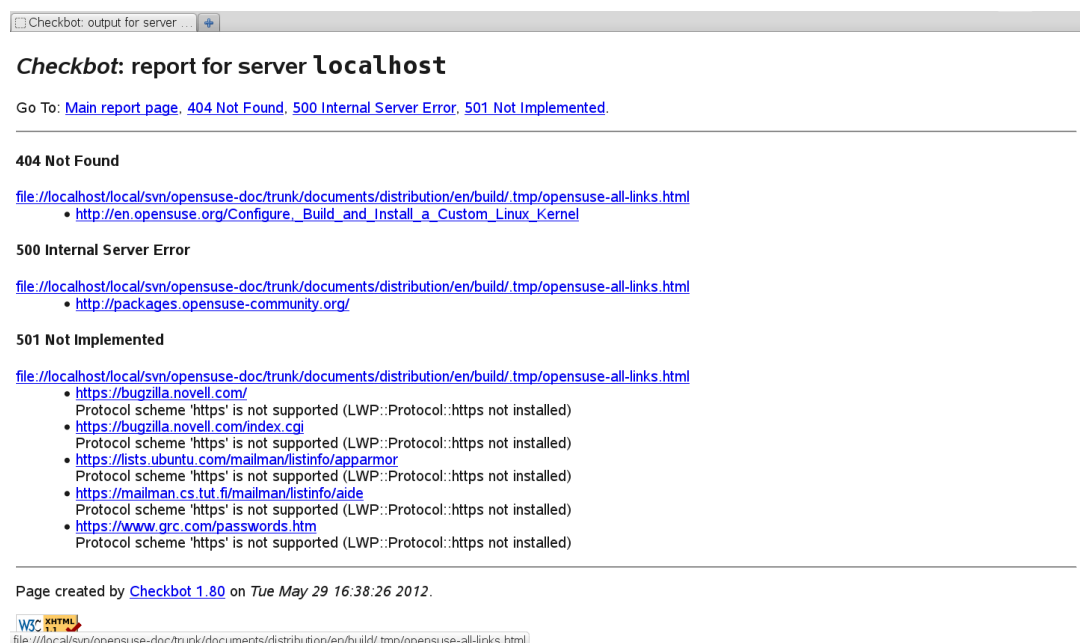 Checkbot: output for server ...
Checkbot: report for server localhost
Go To: Main report page, 404 Not Found, 500 Internal Server Error, 501 Not Implemented.
404 Not Found
file://localhost/local/svn/opensuse-doc/trunk/documents/distribution/en/build/.tmp/opensuse-all-links.html
• http://en.opensuse.org/Configure,_Build_and_Install_a_Custom_Linux_Kernel
500 Internal Server Error
file://localhost/local/svn/opensuse-doc/trunk/documents/distribution/en/build/.tmp/opensuse-all-links.html
• http://packages.opensuse-community.org/
501 Not Implemented
file://localhost/local/svn/opensuse-doc/trunk/documents/distribution/en/build/.tmp/opensuse-all-links.html
• https://bugzilla.novell.com/
Protocol scheme 'https' is not supported (LWP::Protocol::https not installed)
• https://bugzilla.novell.com/index.cgi
Protocol scheme 'https' is not supported (LWP::Protocol::https not installed)
• https://lists.ubuntu.com/mailman/listinfo/apparmor
Protocol scheme 'https' is not supported (LWP::Protocol::https not installed)
• https://mailman.cs.tut.fi/mailman/listinfo/aide
Protocol scheme 'https' is not supported (LWP::Protocol::https not installed)
• https://www.grc.com/passwords.htm
Protocol scheme 'https' is not supported (LWP::Protocol::https not installed)
Page created by Checkbot 1.80 on Tue May 29 16:38:26 2012.
W3C XHTML 1.1
file://local/svn/opensuse-doc/trunk/documents/distribution/en/build/.tmp/opensuse-all-links.html